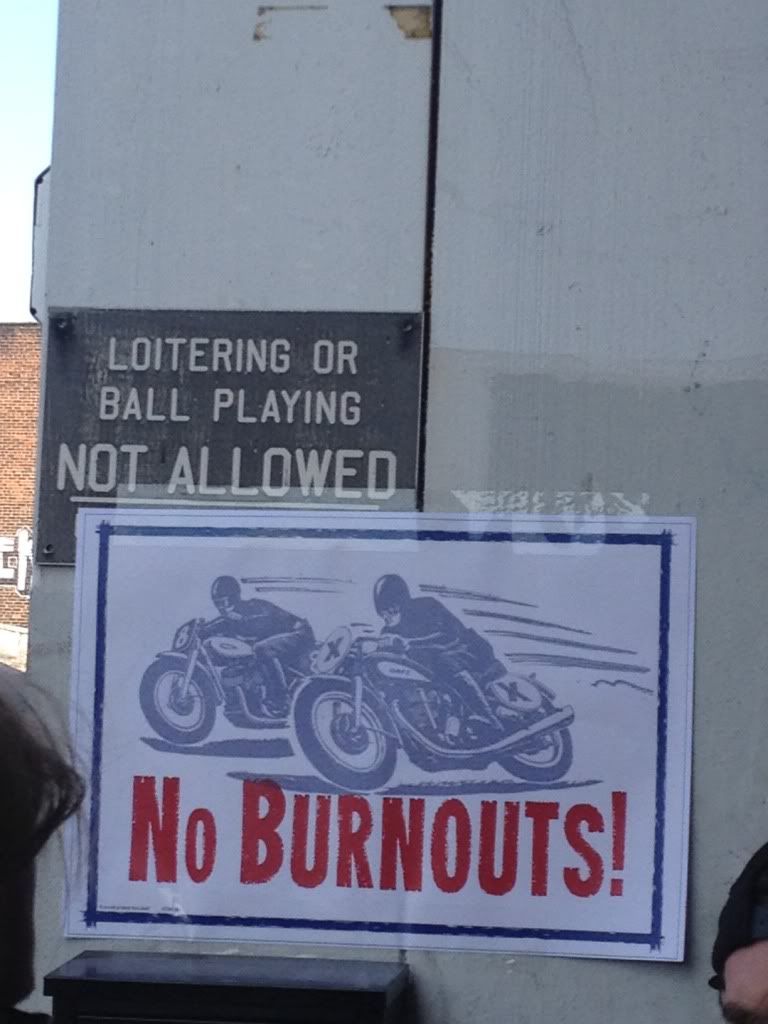 LOITERING OR
BALL PLAYING
NOT ALLOWED
X
X
NO BURNOUTS!